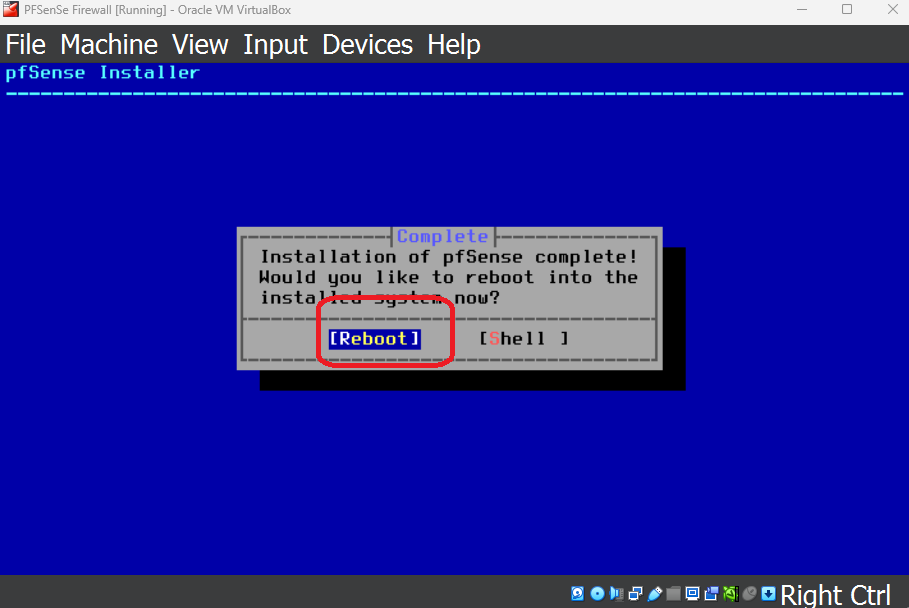 PFSenSe Firewall [Running] - Oracle VM VirtualBox
File Machine View Input Devices Help
pfSense Installer
Complete
Installation of pfSense complete!
Would you like to reboot into the
installed system now?
[Reboot] [Shell ]
Right Ctrl